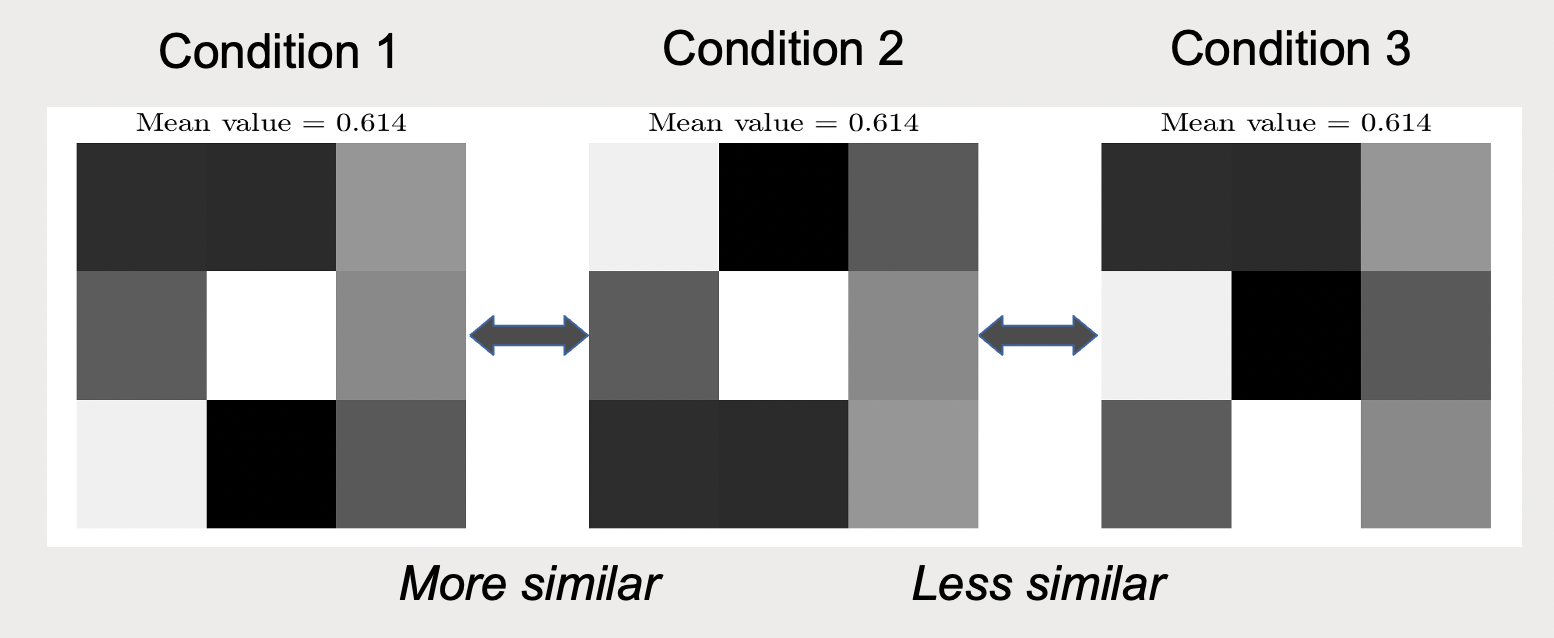 Condition 1
Condition 2
Condition 3
Mean value = 0.614
Mean value = 0.614
Mean value = 0.614
More similar
Less similar